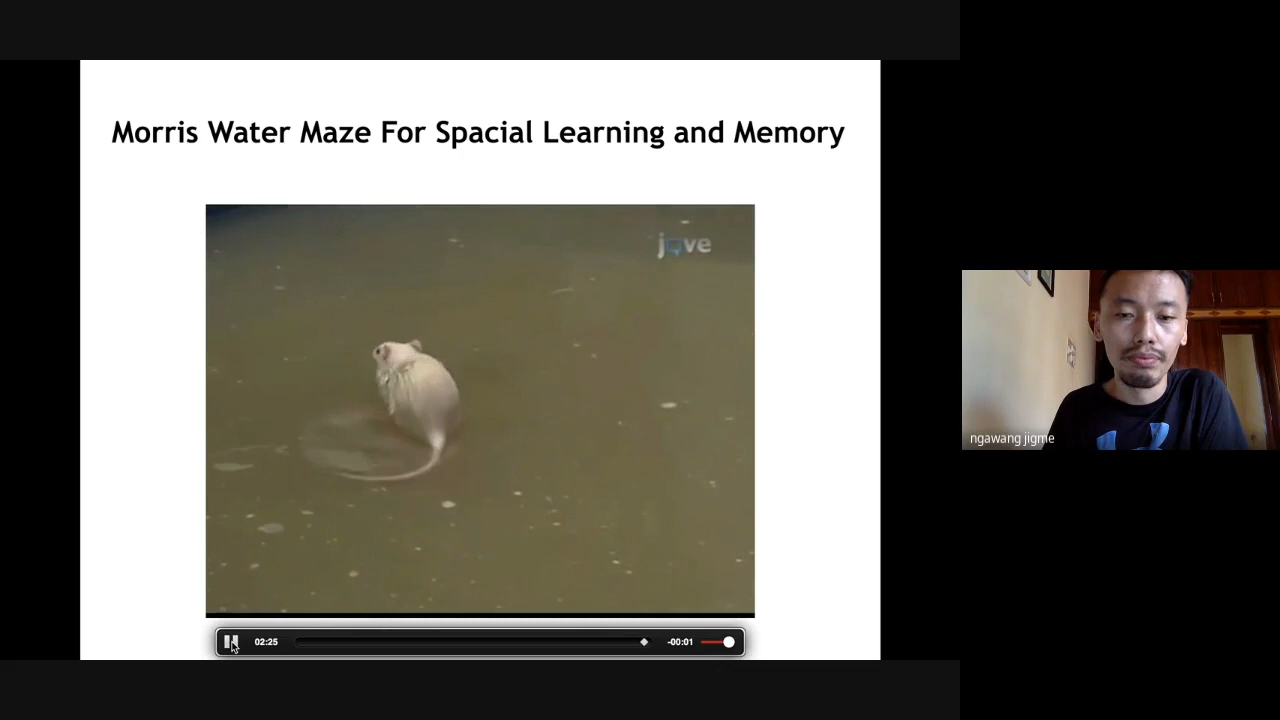 Morris Water Maze For Spacial Learning and Memory
jove
ngawang jigme
02:25
-00:01